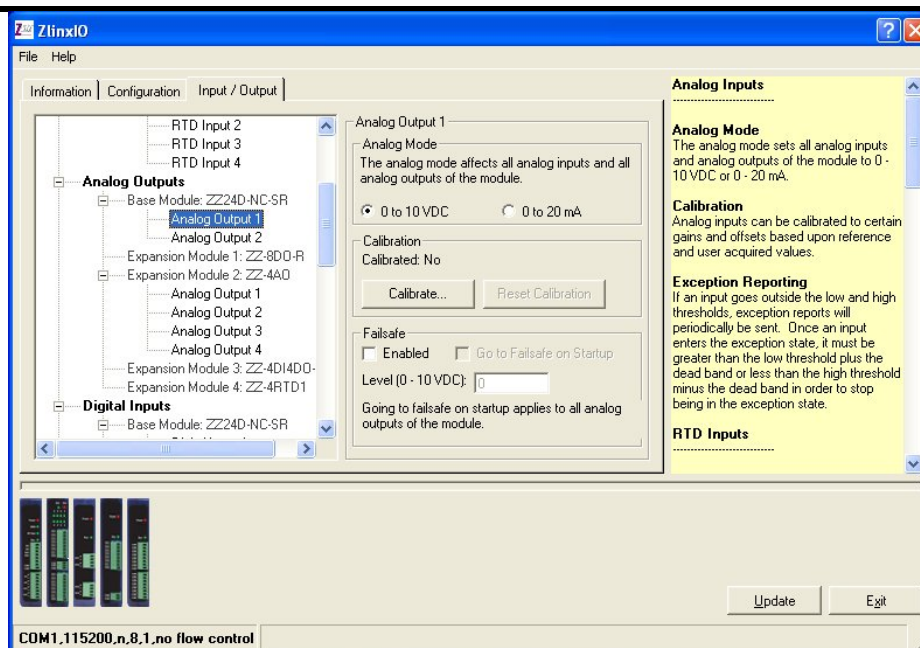 ZlinxIO
File Help
Information Configuration Input / Output
RTD Input 2
RTD Input 3
RTD Input 4
Analog Outputs
Base Module: ZZ24D-NC-SR
Analog Output 1
Analog Output 2
Expansion Module 1: ZZ-8DO-R
Expansion Module 2: ZZ-4AO
Analog Output 1
Analog Output 2
Analog Output 3
Analog Output 4
Expansion Module 3: ZZ-4DI4DO-
Expansion Module 4: ZZ-4RTD1
Digital Inputs
Base Module: ZZ24D-NC-SR
Analog Output 1
Analog Mode
The analog mode affects all analog inputs and all
analog outputs of the module.
0 to 10 VDC 0 to 20 mA
Calibration
Calibrated: No
Calibrate... Reset Calibration
Failsafe
Enabled Go to Failsafe on Startup
Level (0 - 10 VDC): 0
Going to failsafe on startup applies to all analog
outputs of the module.
Analog Inputs
----------------------------
Analog Mode
The analog mode sets all analog inputs
and analog outputs of the module to 0 -
10 VDC or 0 - 20 mA.
Calibration
Analog inputs can be calibrated to certain
gains and offsets based upon reference
and user acquired values.
Exception Reporting
If an input goes outside the low and high
thresholds, exception reports will
periodically be sent. Once an input
enters the exception state, it must be
greater than the low threshold plus the
dead band or less than the high threshold
minus the dead band in order to stop
being in the exception state.
RTD Inputs
----------------------------
Update Exit
COM1,115200,n,8,1,no flow control